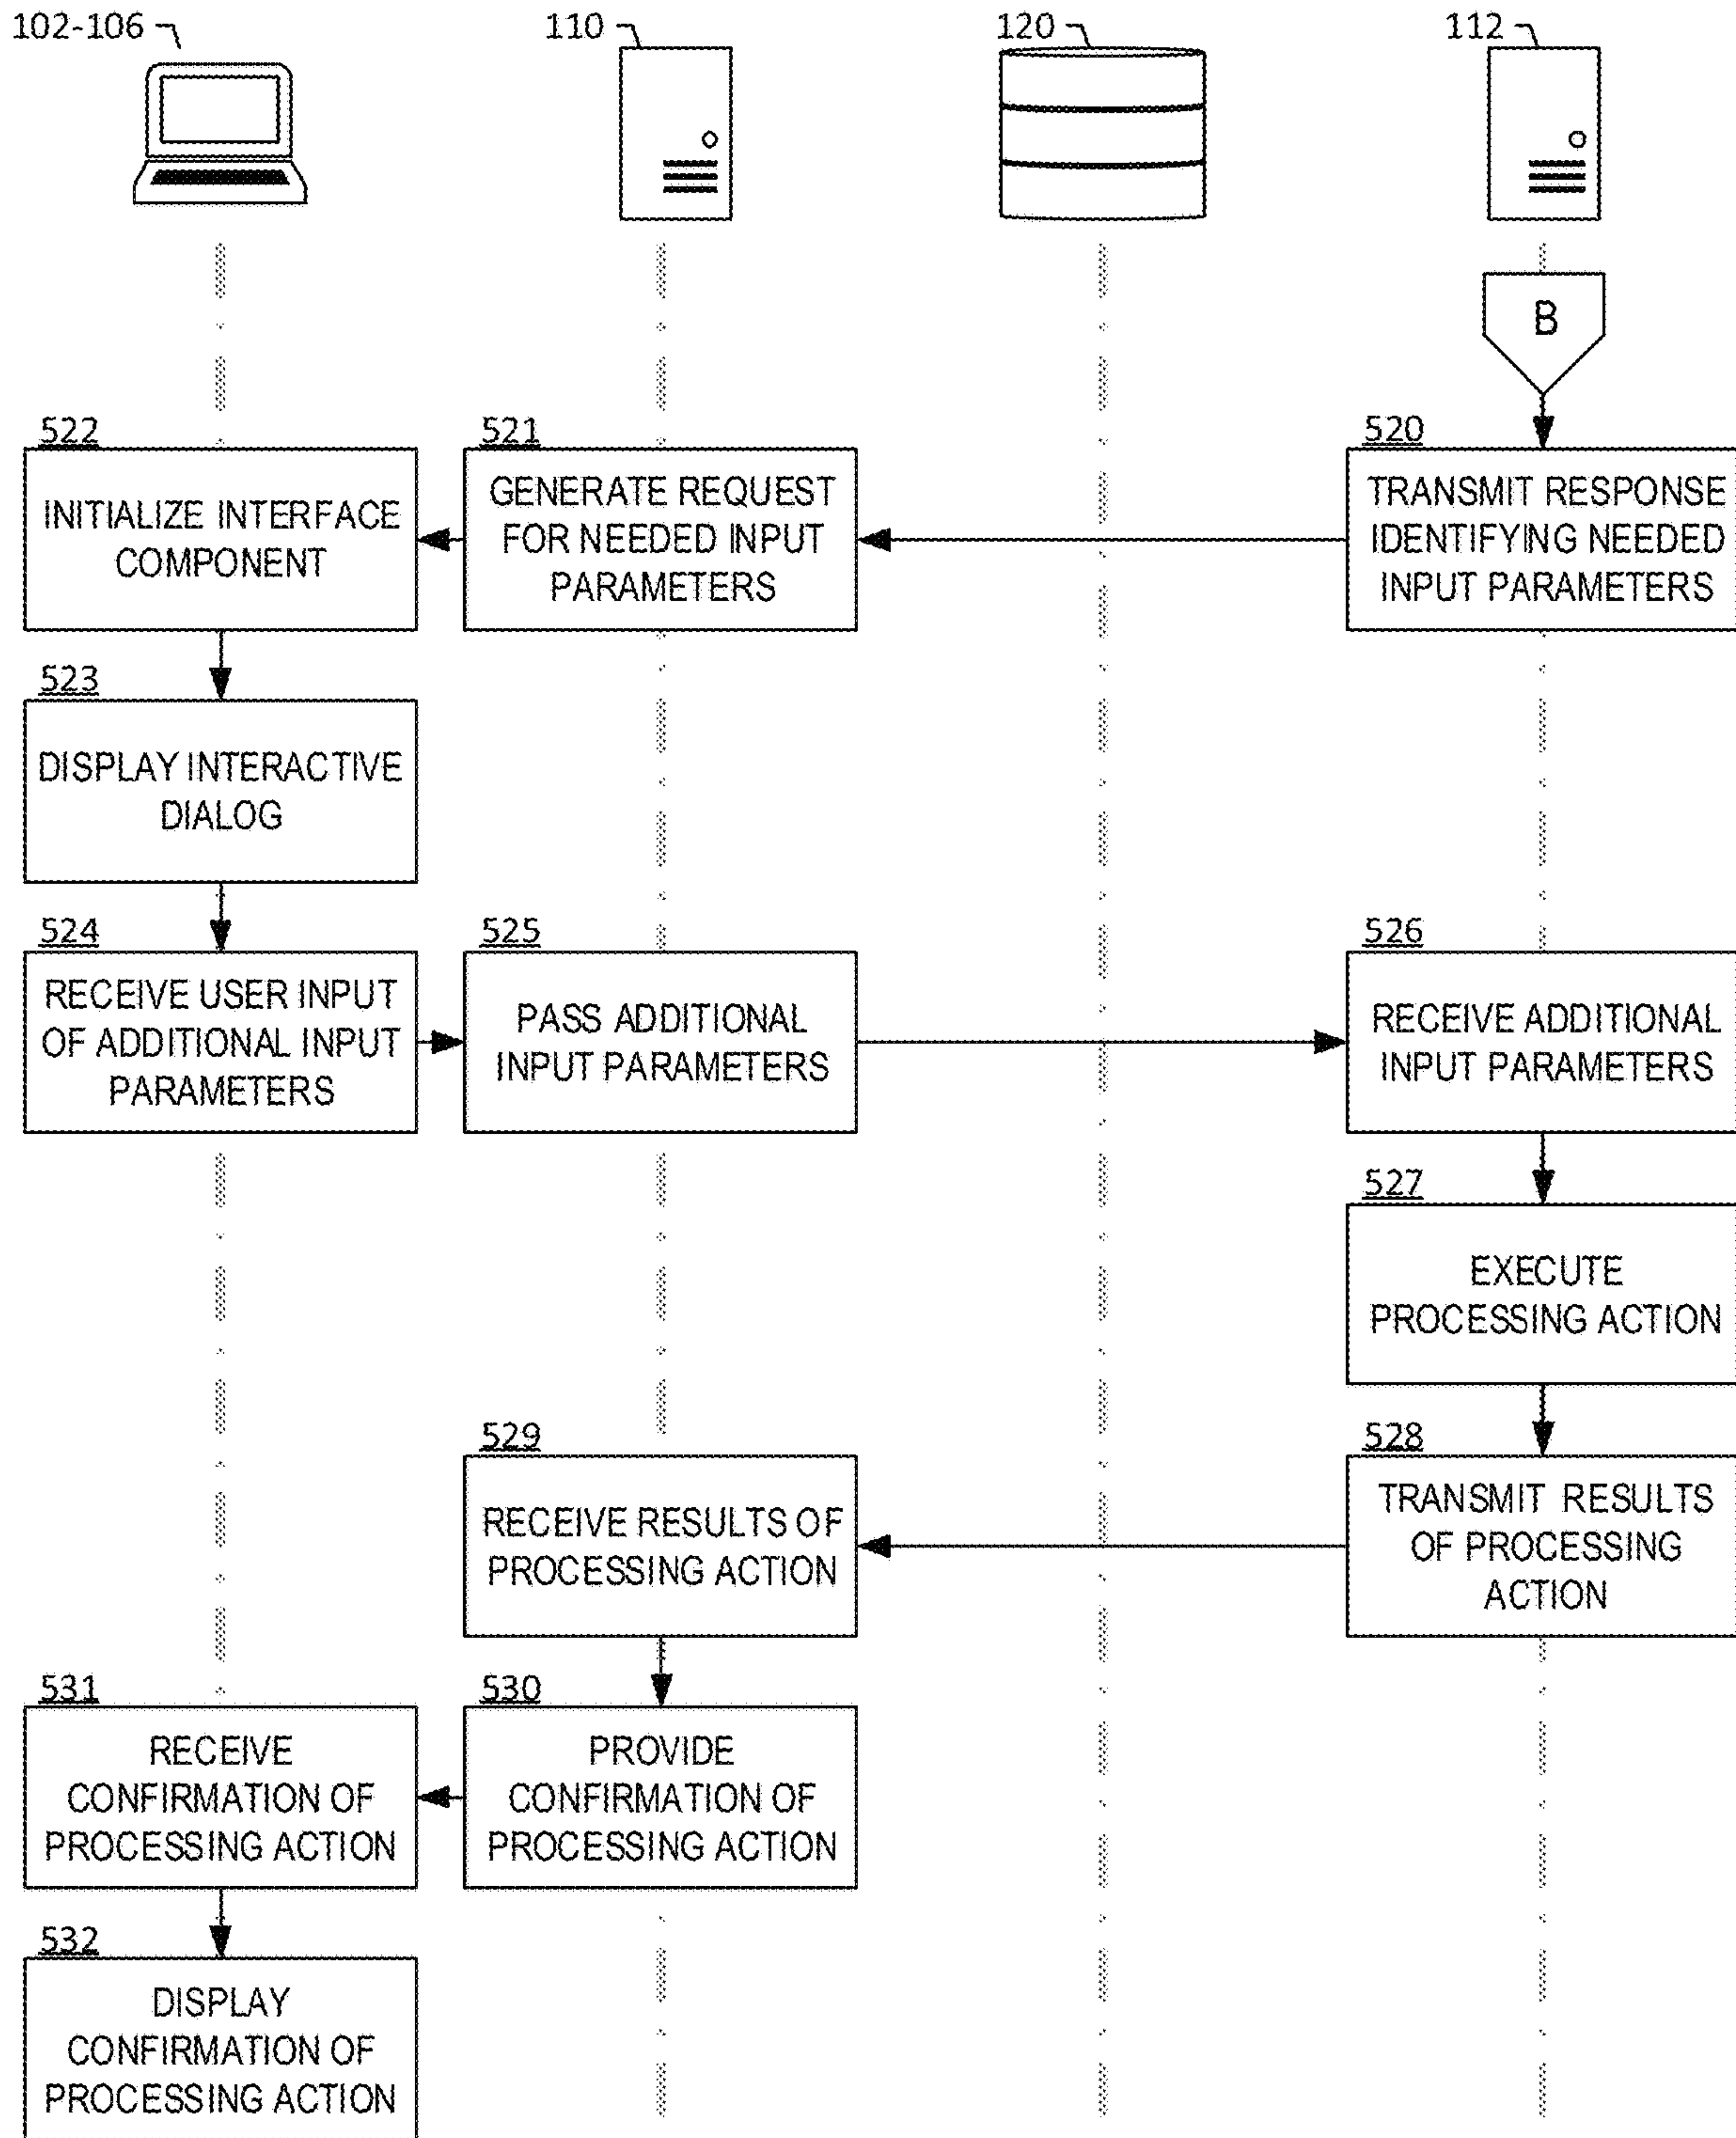 102-106
110
120
112
B
522
521
520
INITIALIZE INTERFACE
COMPONENT
GENERATE REQUEST
FOR NEEDED INPUT
PARAMETERS
TRANSMIT RESPONSE
IDENTIFYING NEEDED
INPUT PARAMETERS
523
DISPLAY INTERACTIVE
DIALOG
524
525
526
RECEIVE USER INPUT
OF ADDITIONAL INPUT
PARAMETERS
PASS ADDITIONAL
INPUT PARAMETERS
RECEIVE ADDITIONAL
INPUT PARAMETERS
527
EXECUTE
PROCESSING ACTION
529
528
RECEIVE RESULTS OF
PROCESSING ACTION
TRANSMIT RESULTS
OF PROCESSING
ACTION
531
530
RECEIVE
CONFIRMATION OF
PROCESSING ACTION
PROVIDE
CONFIRMATION OF
PROCESSING ACTION
532
DISPLAY
CONFIRMATION OF
PROCESSING ACTION